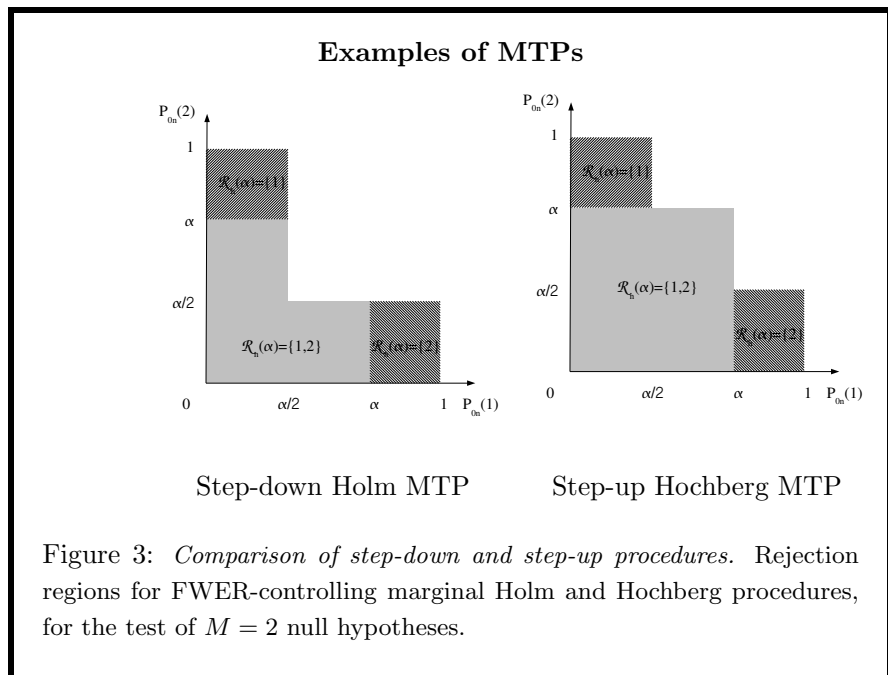 Examples of MTPs
P₀ₙ(2)
1
ℛₙ(α)={1}
α
α/2
ℛₙ(α)={1,2}
ℛₙ(α)={2}
0
α/2
α
1
P₀ₙ(1)
Step-down Holm MTP
P₀ₙ(2)
1
ℛₙ(α)={1}
α
α/2
ℛₙ(α)={1,2}
ℛₙ(α)={2}
0
α/2
α
1
P₀ₙ(1)
Step-up Hochberg MTP
Figure 3: Comparison of step-down and step-up procedures. Rejection
regions for FWER-controlling marginal Holm and Hochberg procedures,
for the test of M = 2 null hypotheses.